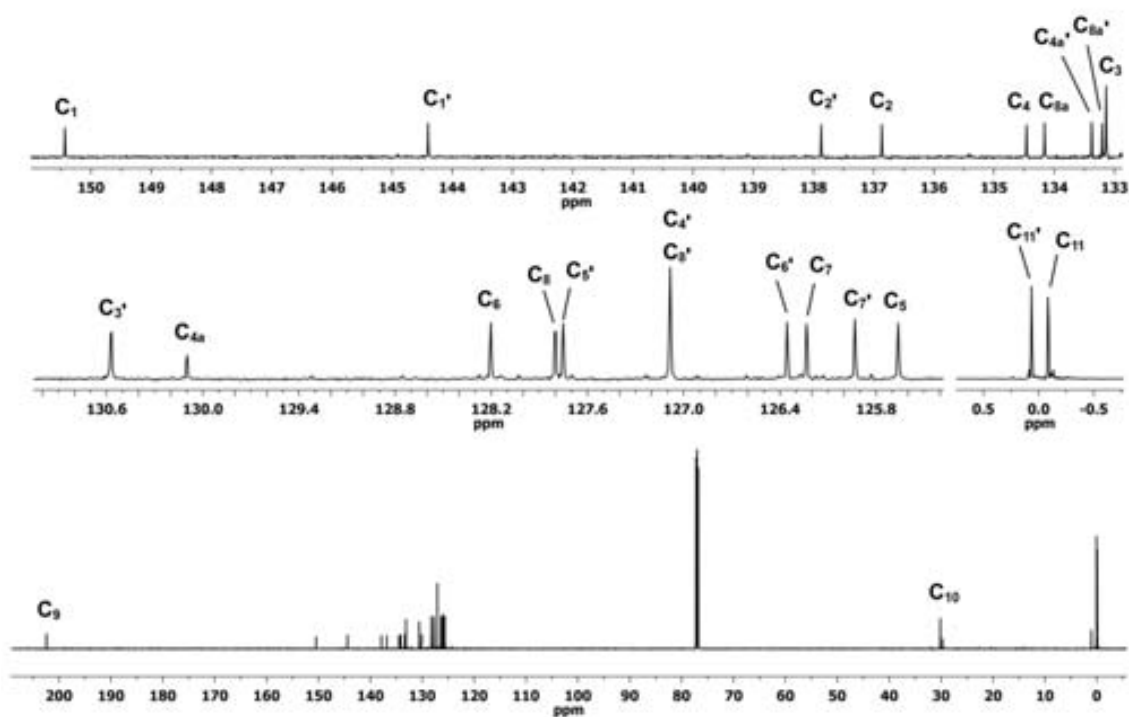 C₄ₐ' C₈ₐ' C₃
C₁ C₁' C₂' C₂ C₄ C₈ₐ
150 149 148 147 146 145 144 143 142 141 140 139 138 137 136 135 134 133
ppm
C₄'
C₃' C₄ₐ C₆ C₈ C₅' C₈' C₆' C₇ C₇' C₅ C₁₁' C₁₁
130.6 130.0 129.4 128.8 128.2 127.6 127.0 126.4 125.8 0.5 0.0 -0.5
ppm ppm
C₉ C₁₀
200 190 180 170 160 150 140 130 120 110 100 90 80 70 60 50 40 30 20 10 0
ppm